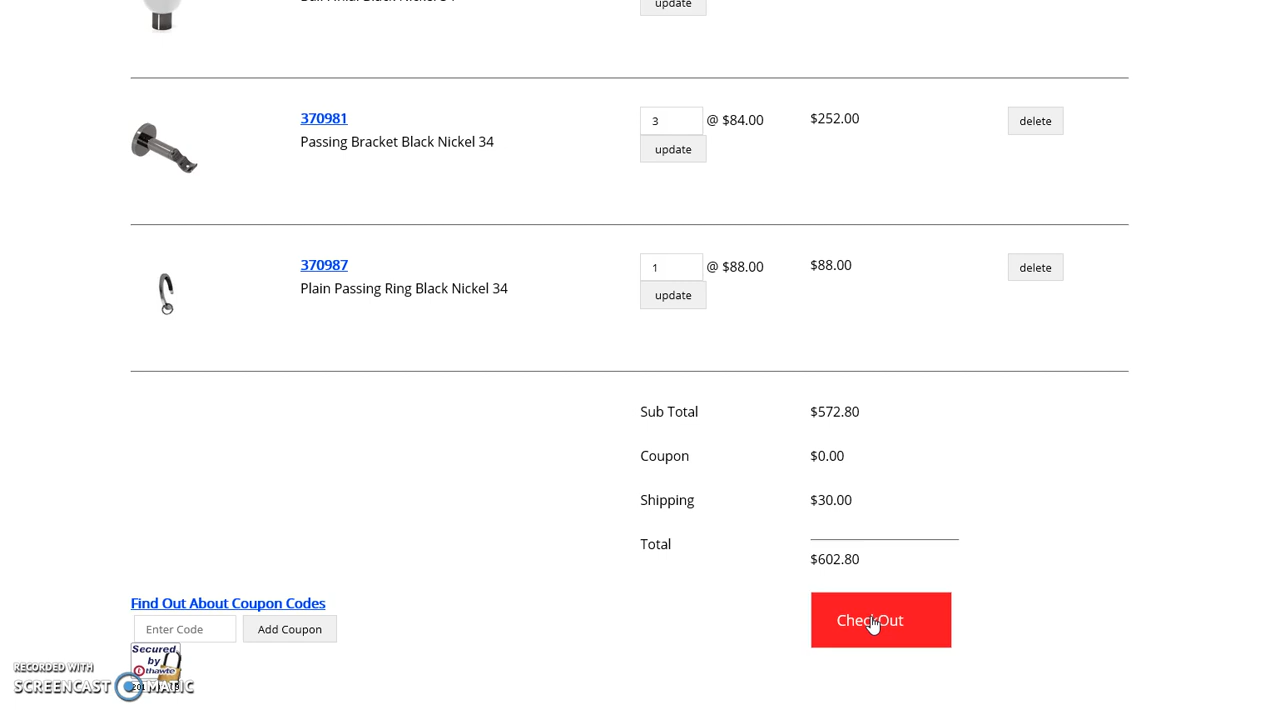 update
370981
3 @ $84.00 $252.00 delete
Passing Bracket Black Nickel 34
update
370987
1 @ $88.00 $88.00 delete
Plain Passing Ring Black Nickel 34
update
Sub Total $572.80
Coupon $0.00
Shipping $30.00
Total
$602.80
Find Out About Coupon Codes
Enter Code Add Coupon
Check Out
Secured
by
thawte
RECORDED WITH
SCREENCAST MATIC